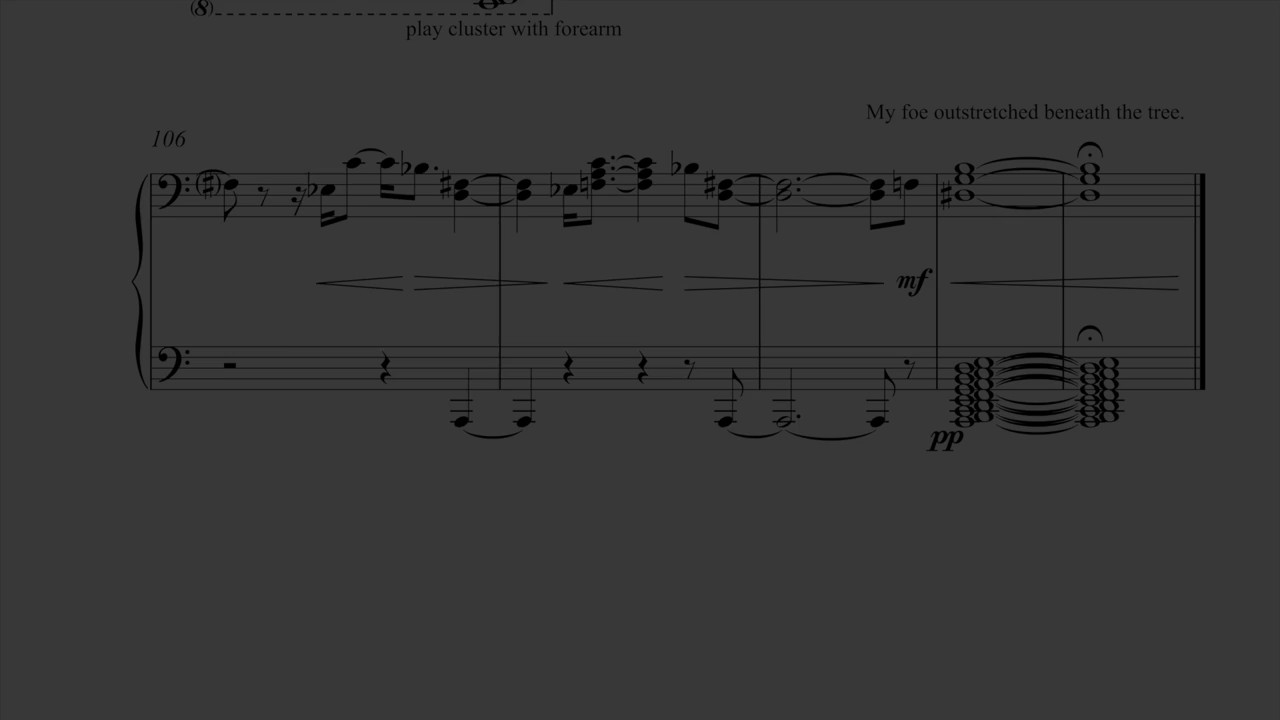 8
play cluster with forearm
My foe outstretched beneath the tree.
106
mf
pp